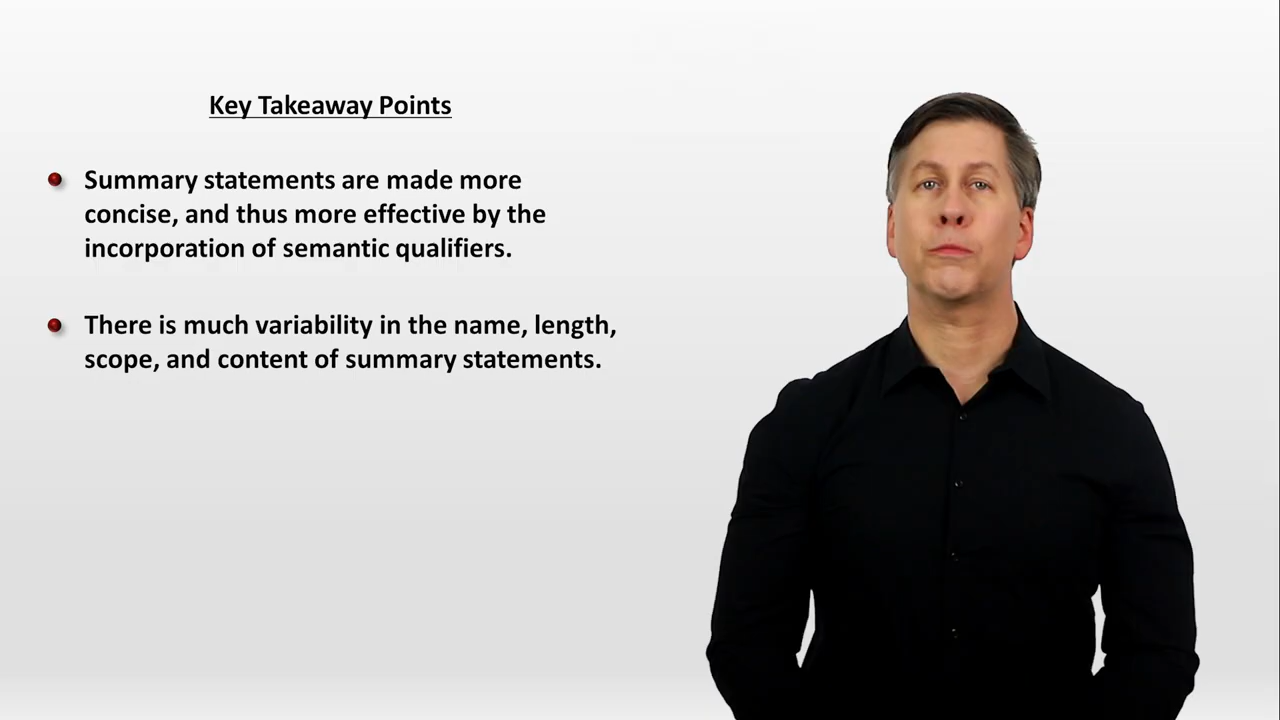 Key Takeaway Points
Summary statements are made more
concise, and thus more effective by the
incorporation of semantic qualifiers.
There is much variability in the name, length,
scope, and content of summary statements.